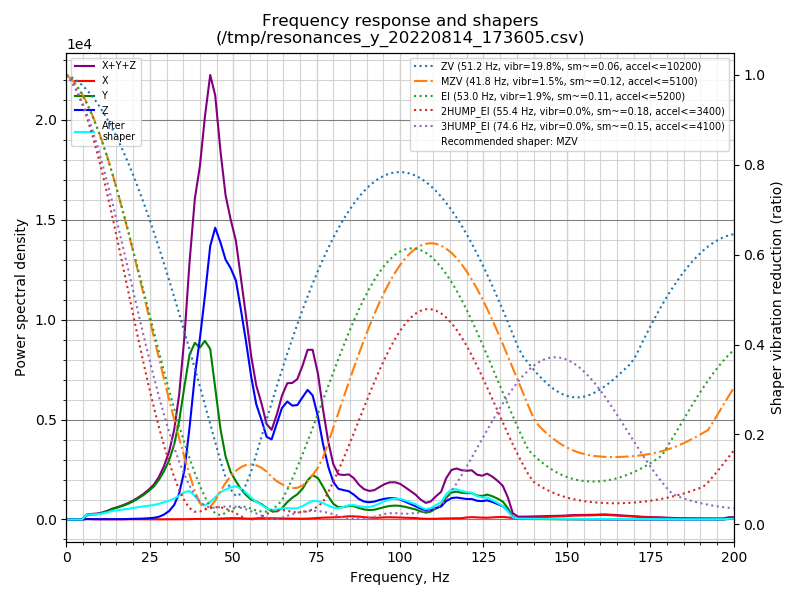 Frequency response and shapers
(/tmp/resonances_y_20220814_173605.csv)
1e4
X+Y+Z
X
Y
Z
After
shaper
ZV (51.2 Hz, vibr=19.8%, sm~=0.06, accel<=10200)
MZV (41.8 Hz, vibr=1.5%, sm~=0.12, accel<=5100)
EI (53.0 Hz, vibr=1.9%, sm~=0.11, accel<=5200)
2HUMP_EI (55.4 Hz, vibr=0.0%, sm~=0.18, accel<=3400)
3HUMP_EI (74.6 Hz, vibr=0.0%, sm~=0.15, accel<=4100)
Recommended shaper: MZV
Power spectral density
2.0
1.5
1.0
0.5
0.0
1.0
0.8
0.6
0.4
0.2
0.0
Shaper vibration reduction (ratio)
0 25 50 75 100 125 150 175 200
Frequency, Hz